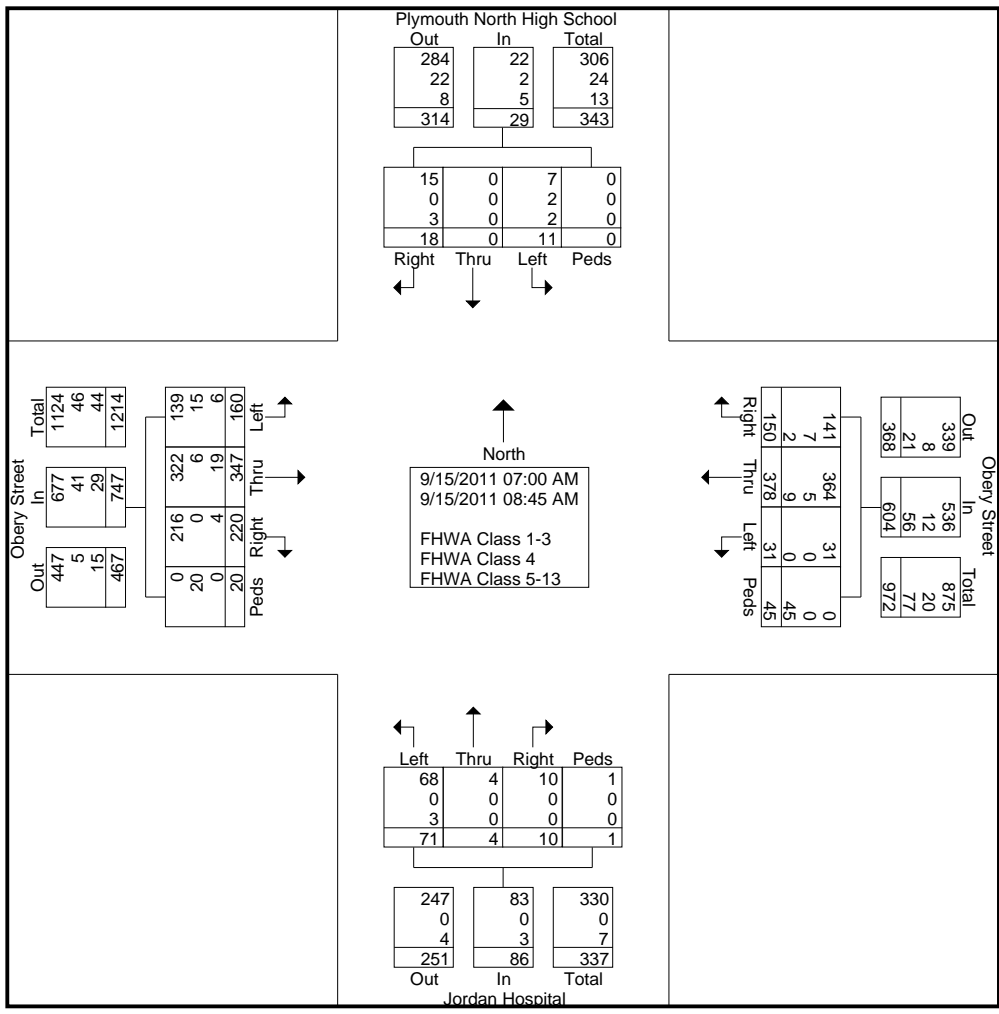 Plymouth North High School
Out In Total
284 22 306
22 2 24
8 5 13
314 29 343
15 0 7 0
0 0 2 0
3 0 2 0
18 0 11 0
Right Thru Left Peds
Obery Street
Total In Out
1124 677 447
46 41 5
44 29 15
1214 747 467
Left Thru Right Peds
139 322 216 0
15 6 0 20
6 19 4 0
160 347 220 20
North
9/15/2011 07:00 AM
9/15/2011 08:45 AM
FHWA Class 1-3
FHWA Class 4
FHWA Class 5-13
Right Thru Left Peds
141 364 31 0
7 5 0 0
2 9 0 45
150 378 31 45
Obery Street
Out In Total
339 536 875
8 12 20
21 56 77
368 604 972
Left Thru Right Peds
68 4 10 1
0 0 0 0
3 0 0 0
71 4 10 1
247 83 330
0 0 0
4 3 7
251 86 337
Out In Total
Jordan Hospital